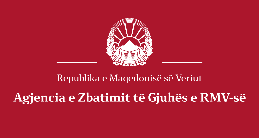 Republika e Maqedonisë së Veriut
Agjencia e Zbatimit të Gjuhës e RMV-së